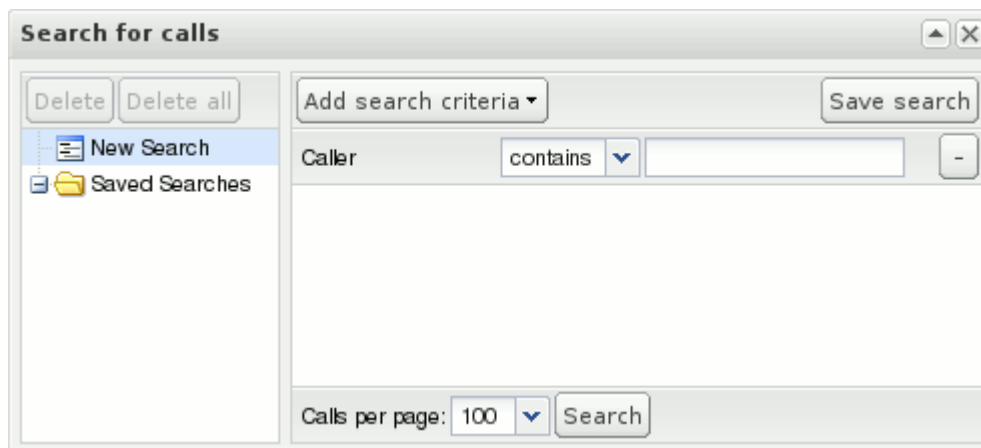 Search for calls
Delete Delete all
Add search criteria Save search
New Search
Saved Searches
Caller contains -
Calls per page: 100 Search